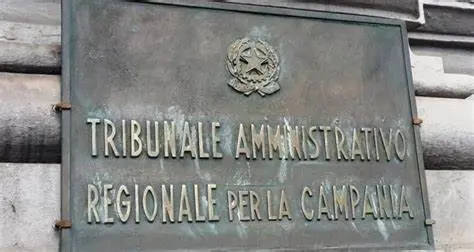 TRIBUNALE AMMINISTRATIVO
REGIONALE PER LA CAMPANIA